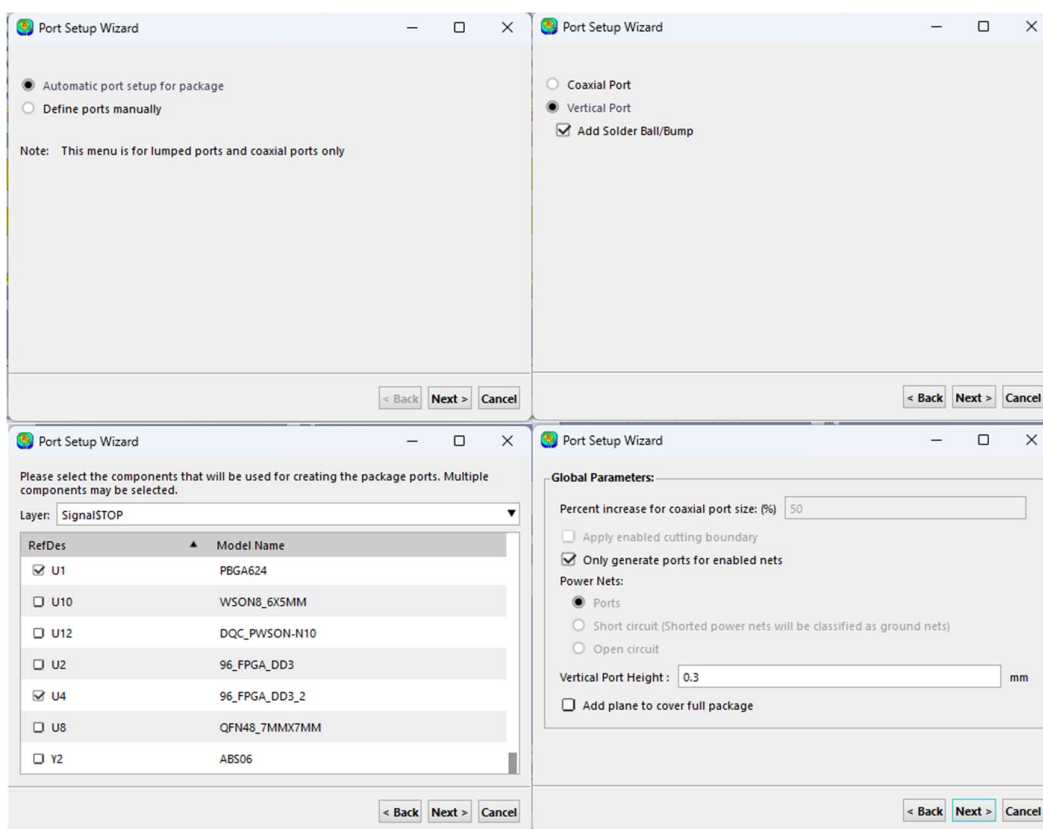 Port Setup Wizard
Automatic port setup for package
Define ports manually
Note: This menu is for lumped ports and coaxial ports only
< Back Next > Cancel
Port Setup Wizard
Coaxial Port
Vertical Port
Add Solder Ball/Bump
< Back Next > Cancel
Port Setup Wizard
Please select the components that will be used for creating the package ports. Multiple
components may be selected.
Layer: Signal$TOP
RefDes Model Name
U1 PBGA624
U10 WSON8_6X5MM
U12 DQC_PWSON-N10
U2 96_FPGA_DD3
U4 96_FPGA_DD3_2
U8 QFN48_7MMX7MM
Y2 ABS06
< Back Next > Cancel
Port Setup Wizard
Global Parameters:
Percent increase for coaxial port size: (%) 50
Apply enabled cutting boundary
Only generate ports for enabled nets
Power Nets:
Ports
Short circuit (Shorted power nets will be classified as ground nets)
Open circuit
Vertical Port Height : 0.3 mm
Add plane to cover full package
< Back Next > Cancel